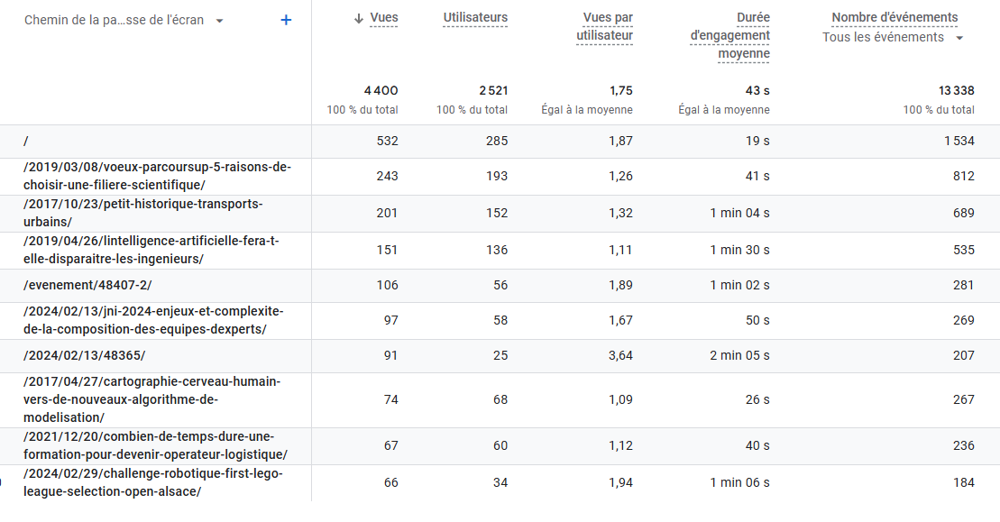 Chemin de la pa...sse de l'écran
Vues Utilisateurs Vues par utilisateur Durée d'engagement moyenne Nombre d'événements
Tous les événements
4 400 2 521 1,75 43 s 13 338
100 % du total 100 % du total Égal à la moyenne Égal à la moyenne 100 % du total
/ 532 285 1,87 19 s 1 534
/2019/03/08/voeux-parcoursup-5-raisons-de-
choisir-une-filiere-scientifique/ 243 193 1,26 41 s 812
/2017/10/23/petit-historique-transports-
urbains/ 201 152 1,32 1 min 04 s 689
/2019/04/26/lintelligence-artificielle-fera-t-
elle-disparaitre-les-ingenieurs/ 151 136 1,11 1 min 30 s 535
/evenement/48407-2/ 106 56 1,89 1 min 02 s 281
/2024/02/13/jni-2024-enjeux-et-complexite-
de-la-composition-des-equipes-dexperts/ 97 58 1,67 50 s 269
/2024/02/13/48365/ 91 25 3,64 2 min 05 s 207
/2017/04/27/cartographie-cerveau-humain-
vers-de-nouveaux-algorithme-de-
modelisation/ 74 68 1,09 26 s 267
/2021/12/20/combien-de-temps-dure-une-
formation-pour-devenir-operateur-logistique/ 67 60 1,12 40 s 236
/2024/02/29/challenge-robotique-first-lego-
league-selection-open-alsace/ 66 34 1,94 1 min 06 s 184